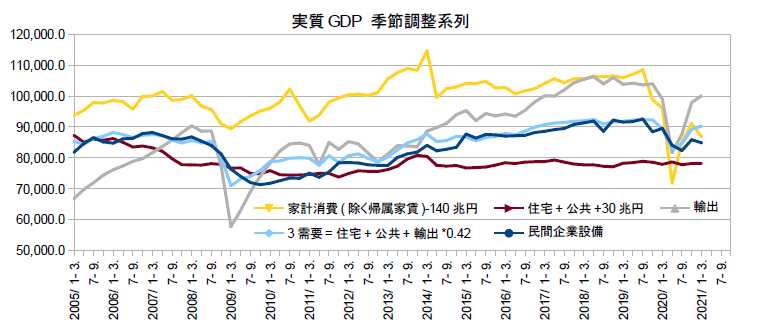 実質GDP 季節調整系列
120,000.0
110,000.0
100,000.0
90,000.0
80,000.0
70,000.0
60,000.0
50,000.0
家計消費(除く帰属家賃)-140兆円
住宅+公共+30兆円
輸出
3需要=住宅+公共+輸出*0.42
民間企業設備
2005/ 1- 3.
7- 9.
2006/ 1- 3.
7- 9.
2007/ 1- 3.
7- 9.
2008/ 1- 3.
7- 9.
2009/ 1- 3.
7- 9.
2010/ 1- 3.
7- 9.
2011/ 1- 3.
7- 9.
2012/ 1- 3.
7- 9.
2013/ 1- 3.
7- 9.
2014/ 1- 3.
7- 9.
2015/ 1- 3.
7- 9.
2016/ 1- 3.
7- 9.
2017/ 1- 3.
7- 9.
2018/ 1- 3.
7- 9.
2019/ 1- 3.
7- 9.
2020/ 1- 3.
7- 9.
2021/ 1- 3.
7- 9.